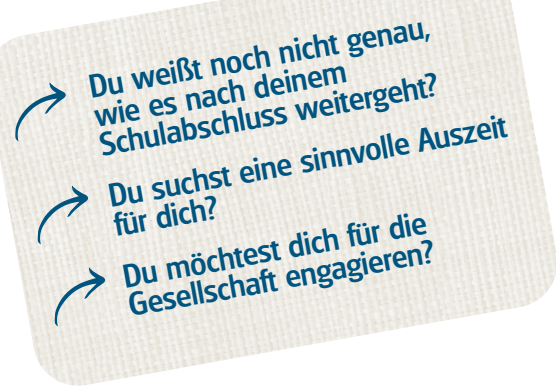 Du weißt noch nicht genau,
wie es nach deinem
Schulabschluss weitergeht?
Du suchst eine sinnvolle Auszeit
für dich?
Du möchtest dich für die
Gesellschaft engagieren?